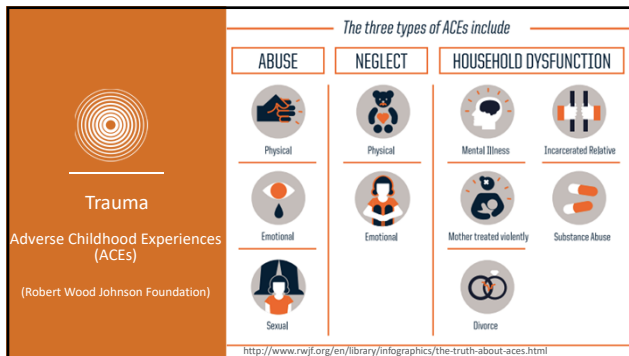 Trauma
Adverse Childhood Experiences
(ACEs)
(Robert Wood Johnson Foundation)
The three types of ACEs include
ABUSE
NEGLECT
HOUSEHOLD DYSFUNCTION
Physical
Physical
Mental Illness
Incarcerated Relative
Emotional
Emotional
Mother treated violently
Substance Abuse
Sexual
Divorce
http://www.rwjf.org/en/library/infographics/the-truth-about-aces.html